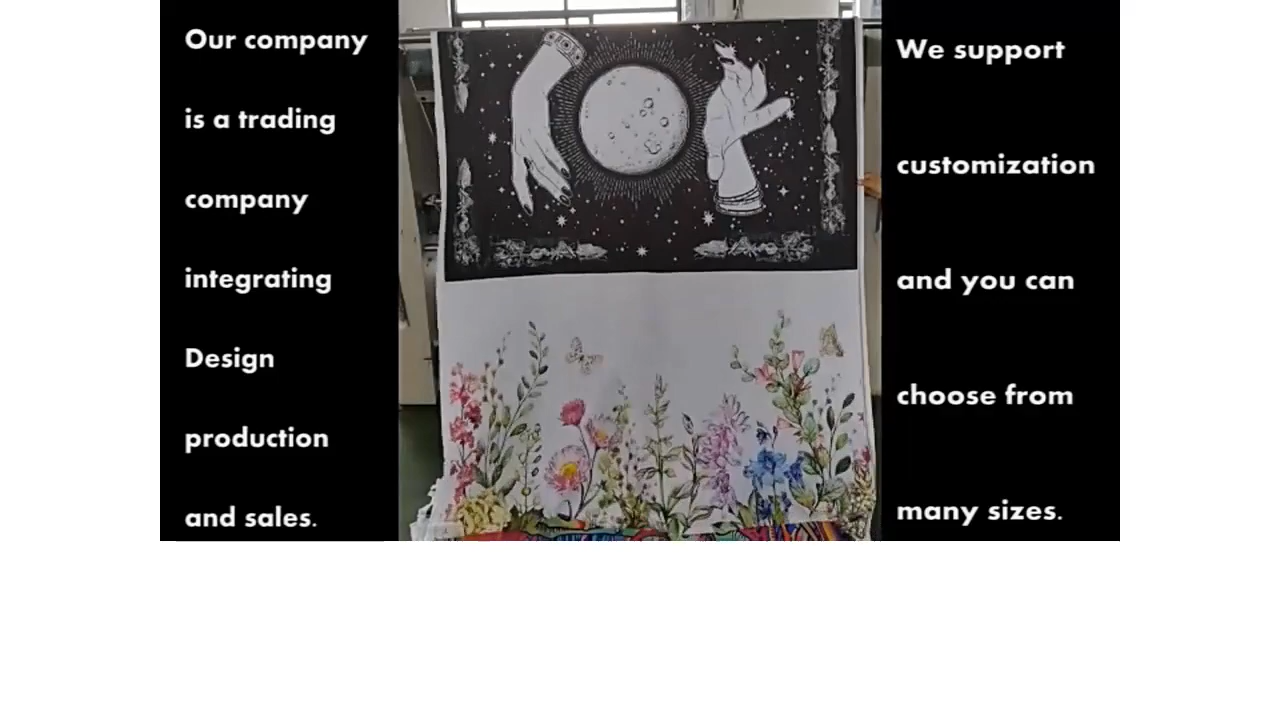 Our company
is a trading
company
integrating
Design
production
and sales.
We support
customization
and you can
choose from
many sizes.